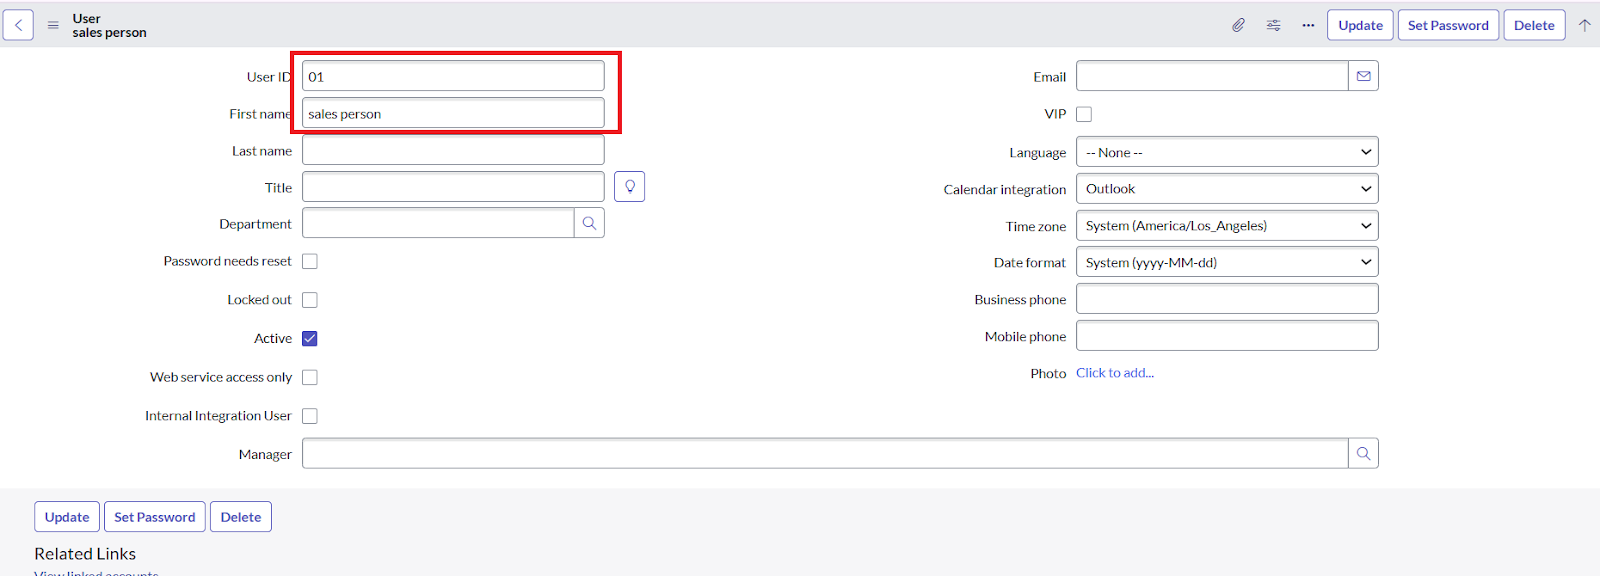 User
sales person
Update
Set Password
Delete
User ID
01
First name
sales person
Last name
Title
Department
Password needs reset
Locked out
Active
Web service access only
Internal Integration User
Email
VIP
Language
-- None --
Calendar integration
Outlook
Time zone
System (America/Los_Angeles)
Date format
System (yyyy-MM-dd)
Business phone
Mobile phone
Photo
Click to add...
Manager
Update
Set Password
Delete
Related Links
View linked accounts